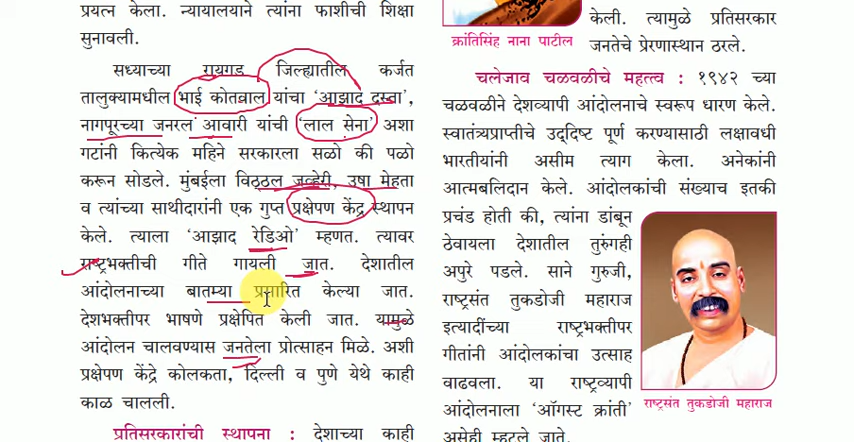 प्रयत्न केला. न्यायालयाने त्यांना फाशीची शिक्षा
सुनावली.
सध्याच्या रायगड जिल्ह्यातील कर्जत
तालुक्यामधील भाई कोतवाल यांचा ‘आझाद दस्ता’,
नागपूरच्या जनरल आवारी यांची ‘लाल सेना’ अशा
गटांनी कित्येक महिने सरकारला सळो की पळो
करून सोडले. मुंबईला विठ्ठल जव्हेरी, उषा मेहता
व त्यांच्या साथीदारांनी एक गुप्त प्रक्षेपण केंद्र स्थापन
केले. त्याला ‘आझाद रेडिओ’ म्हणत. त्यावर
राष्ट्रभक्तीची गीते गायली जात. देशातील
आंदोलनाच्या बातम्या प्रसारित केल्या जात.
देशभक्तीपर भाषणे प्रक्षेपित केली जात. यामुळे
आंदोलन चालवण्यास जनतेला प्रोत्साहन मिळे. अशी
प्रक्षेपण केंद्रे कोलकता, दिल्ली व पुणे येथे काही
काळ चालली.
प्रतिसरकारांची स्थापना : देशाच्या काही
क्रांतिसिंह नाना पाटील
केली. त्यामुळे प्रतिसरकार
जनतेचे प्रेरणास्थान ठरले.
चलेजाव चळवळीचे महत्त्व : १९४२ च्या
चळवळीने देशव्यापी आंदोलनाचे स्वरूप धारण केले.
स्वातंत्र्यप्राप्तीचे उद्‌दिष्ट पूर्ण करण्यासाठी लक्षावधी
भारतीयांनी असीम त्याग केला. अनेकांनी
आत्मबलिदान केले. आंदोलकांची संख्याच इतकी
प्रचंड होती की, त्यांना डांबून
ठेवायला देशातील तुरुंगही
अपुरे पडले. साने गुरुजी,
राष्ट्रसंत तुकडोजी महाराज
इत्यादींच्या राष्ट्रभक्तीपर
गीतांनी आंदोलकांचा उत्साह
वाढवला. या राष्ट्रव्यापी
आंदोलनाला ‘ऑगस्ट क्रांती’
असेही म्हटले जाते.
राष्ट्रसंत तुकडोजी महाराज